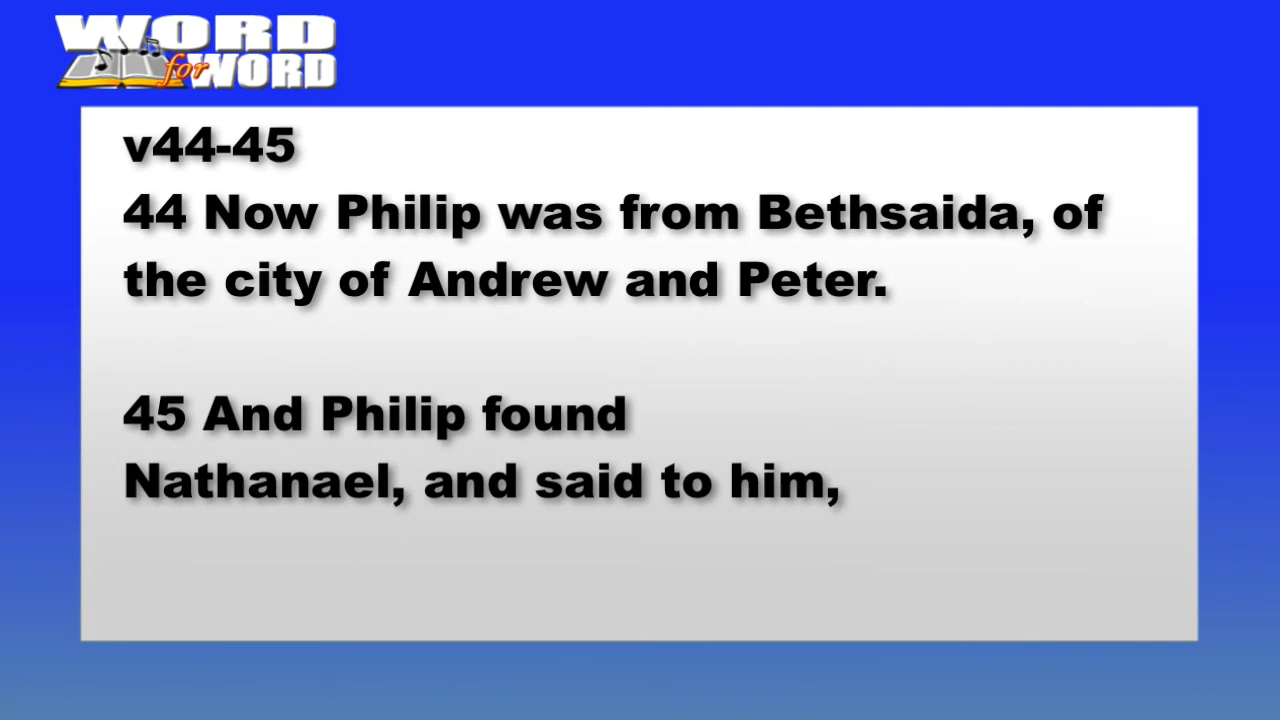 WORD
for WORD
v44-45
44 Now Philip was from Bethsaida, of
the city of Andrew and Peter.
45 And Philip found
Nathanael, and said to him,